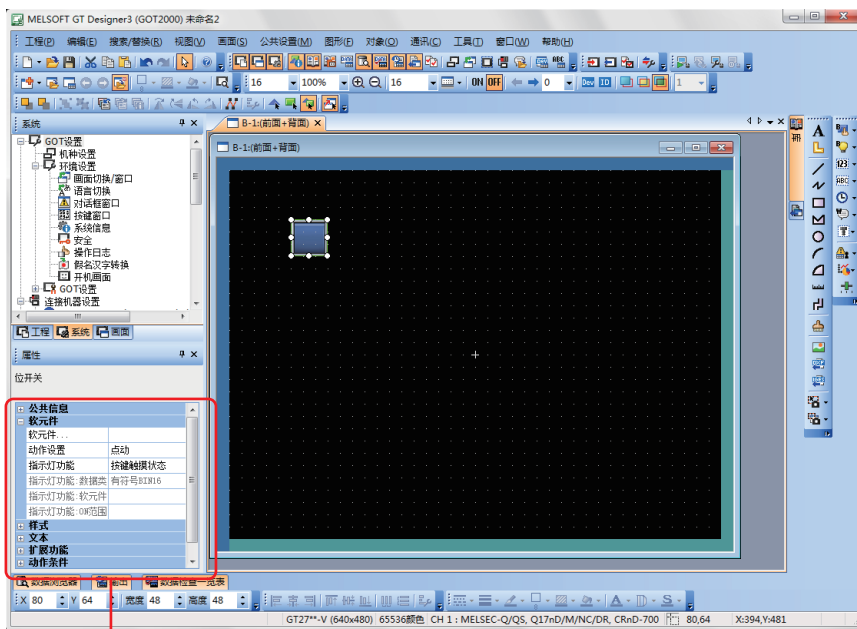 MELSOFT GT Designer3 (GOT2000) 未命名2
工程(P) 编辑(E) 搜索/替换(R) 视图(V) 画面(S) 公共设置(M) 图形(F) 对象(O) 通讯(C) 工具(T) 窗口(W) 帮助(H)
16 100% 16 ON OFF 0 Dev ID 1
系统
GOT设置
机种设置
环境设置
画面切换/窗口
语言切换
对话框窗口
按键窗口
系统信息
安全
操作日志
假名汉字转换
开机画面
GOT设置
连接机器设置
工程 系统 画面
B-1:(前面+背面)
B-1:(前面+背面)
属性
位开关
公共信息
软元件
软元件...
动作设置 点动
指示灯功能 按键触摸状态
指示灯功能:数据类 有符号BIN16
指示灯功能:软元件
指示灯功能:ON范围
样式
文本
扩展功能
动作条件
数据浏览器 输出 数据检查一览表
X 80 Y 64 宽度 48 高度 48
GT27**-V (640x480) 65536颜色 CH 1 : MELSEC-Q/QS, Q17nD/M/NC/DR, CRnD-700 80,64 X:394,Y:481